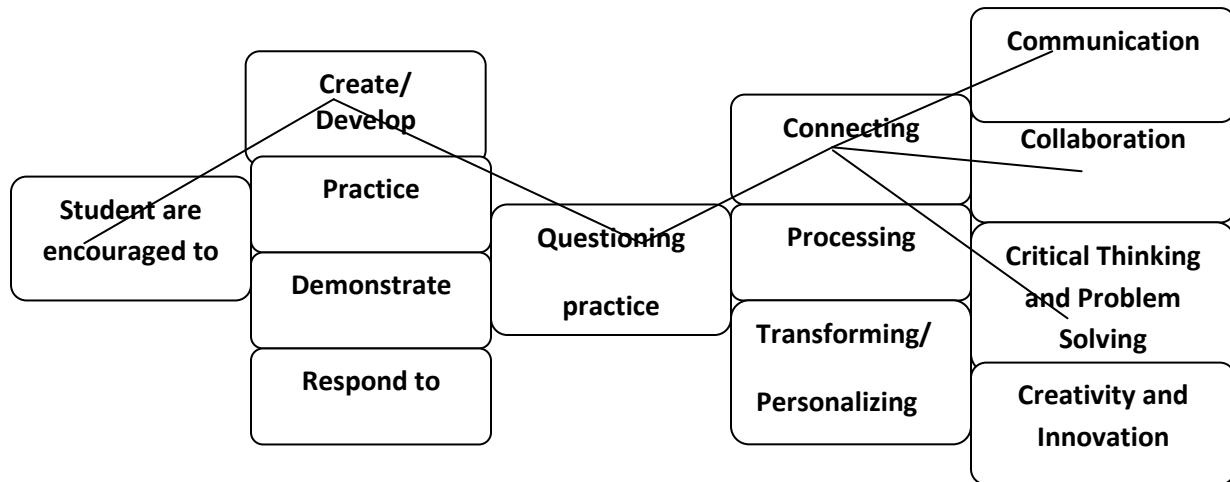 Student are
encouraged to
Create/
Develop
Practice
Demonstrate
Respond to
Questioning
practice
Connecting
Processing
Transforming/
Personalizing
Communication
Collaboration
Critical Thinking
and Problem
Solving
Creativity and
Innovation